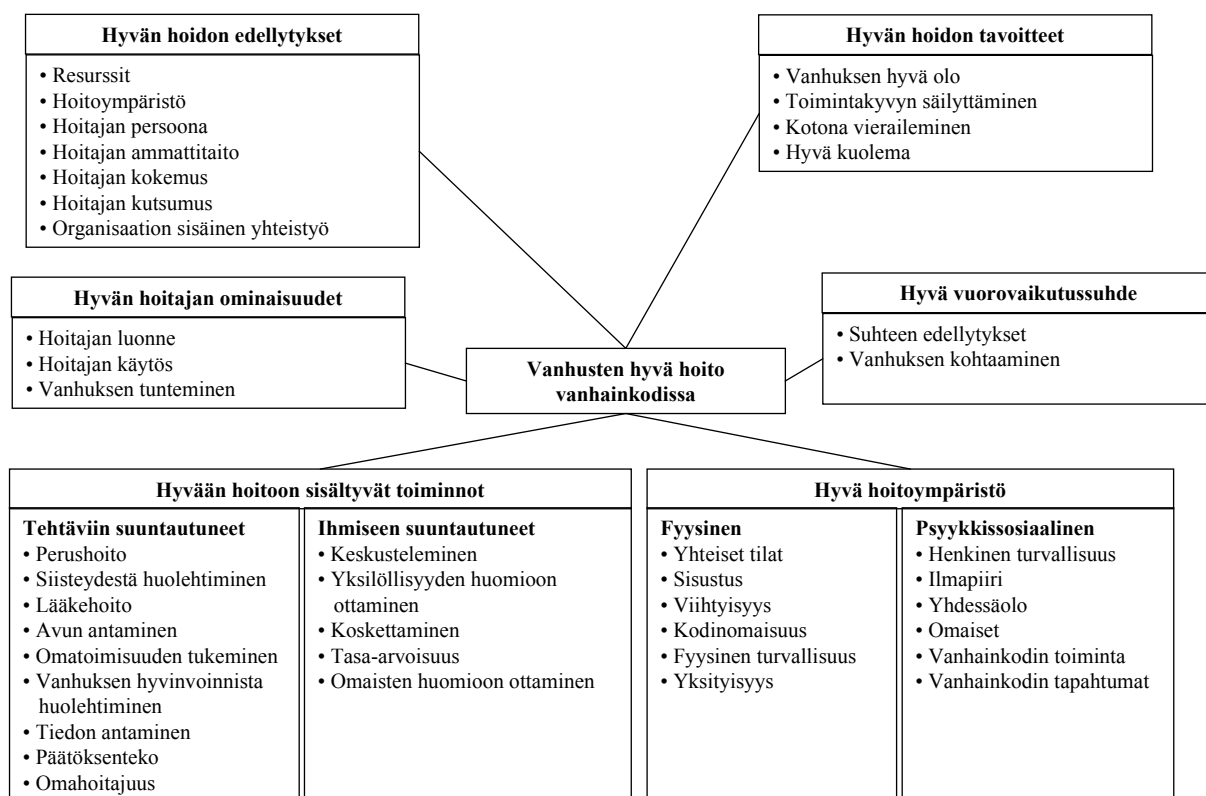 Hyvän hoidon edellytykset
• Resurssit
• Hoitoympäristö
• Hoitajan persoona
• Hoitajan ammattitaito
• Hoitajan kokemus
• Hoitajan kutsumus
• Organisaation sisäinen yhteistyö
Hyvän hoidon tavoitteet
• Vanhuksen hyvä olo
• Toimintakyvyn säilyttäminen
• Kotona vieraileminen
• Hyvä kuolema
Hyvän hoitajan ominaisuudet
• Hoitajan luonne
• Hoitajan käytös
• Vanhuksen tunteminen
Hyvä vuorovaikutussuhde
• Suhteen edellytykset
• Vanhuksen kohtaaminen
Vanhusten hyvä hoito
vanhainkodissa
Hyvään hoitoon sisältyvät toiminnot
Tehtäviin suuntautuneet
• Perushoito
• Siisteydestä huolehtiminen
• Lääkehoito
• Avun antaminen
• Omatoimisuuden tukeminen
• Vanhuksen hyvinvoinnista
huolehtiminen
• Tiedon antaminen
• Päätöksenteko
• Omahoitajuus
Ihmiseen suuntautuneet
• Keskusteleminen
• Yksilöllisyyden huomioon
ottaminen
• Koskettaminen
• Tasa-arvoisuus
• Omaisten huomioon ottaminen
Hyvä hoitoympäristö
Fyysinen
• Yhteiset tilat
• Sisustus
• Viihtyisyys
• Kodinomaisuus
• Fyysinen turvallisuus
• Yksityisyys
Psyykkissosiaalinen
• Henkinen turvallisuus
• Ilmapiiri
• Yhdessäolo
• Omaiset
• Vanhainkodin toiminta
• Vanhainkodin tapahtumat